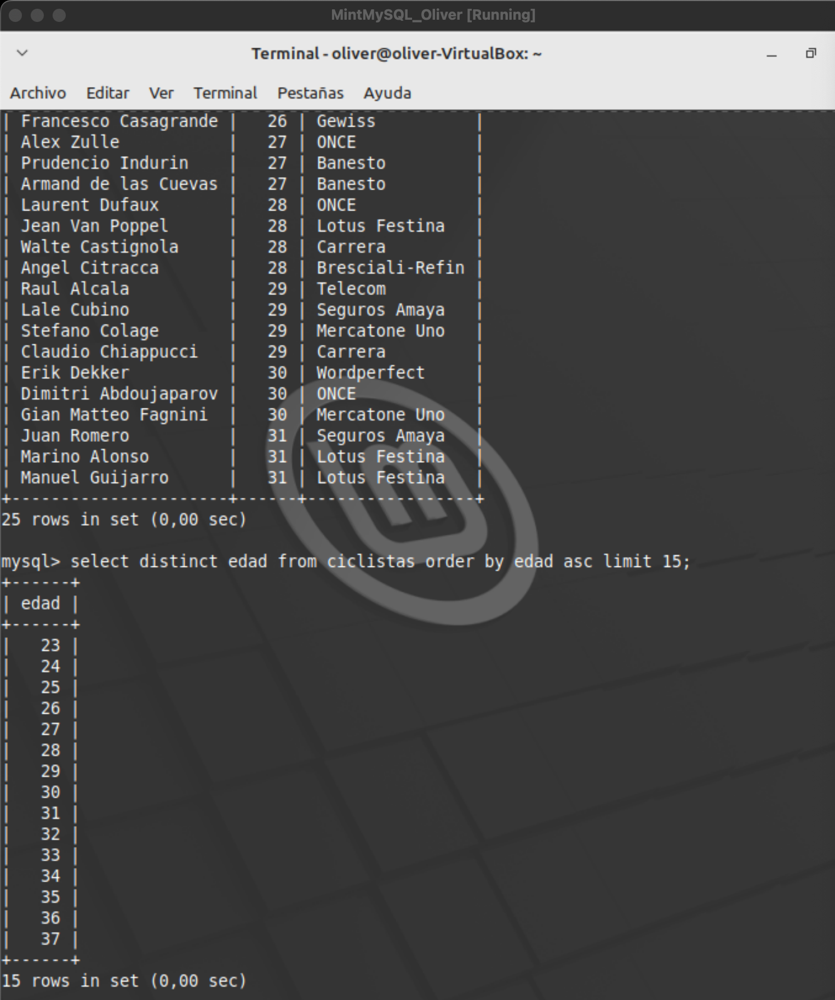 MintMySQL_Oliver [Running]
Terminal - oliver@oliver-VirtualBox: ~
Archivo Editar Ver Terminal Pestañas Ayuda
| Francesco Casagrande |   26 | Gewiss          |
| Alex Zulle           |   27 | ONCE            |
| Prudencio Indurin    |   27 | Banesto         |
| Armand de las Cuevas |   27 | Banesto         |
| Laurent Dufaux       |   28 | ONCE            |
| Jean Van Poppel      |   28 | Lotus Festina   |
| Walte Castignola     |   28 | Carrera         |
| Angel Citracca       |   28 | Bresciali-Refin |
| Raul Alcala          |   29 | Telecom         |
| Lale Cubino          |   29 | Seguros Amaya   |
| Stefano Colage       |   29 | Mercatone Uno   |
| Claudio Chiappucci   |   29 | Carrera         |
| Erik Dekker          |   30 | Wordperfect     |
| Dimitri Abdoujaparov |   30 | ONCE            |
| Gian Matteo Fagnini  |   30 | Mercatone Uno   |
| Juan Romero          |   31 | Seguros Amaya   |
| Marino Alonso        |   31 | Lotus Festina   |
| Manuel Guijarro      |   31 | Lotus Festina   |
+----------------------+------+-----------------+
25 rows in set (0,00 sec)
mysql> select distinct edad from ciclistas order by edad asc limit 15;
+------+
| edad |
+------+
|   23 |
|   24 |
|   25 |
|   26 |
|   27 |
|   28 |
|   29 |
|   30 |
|   31 |
|   32 |
|   33 |
|   34 |
|   35 |
|   36 |
|   37 |
+------+
15 rows in set (0,00 sec)